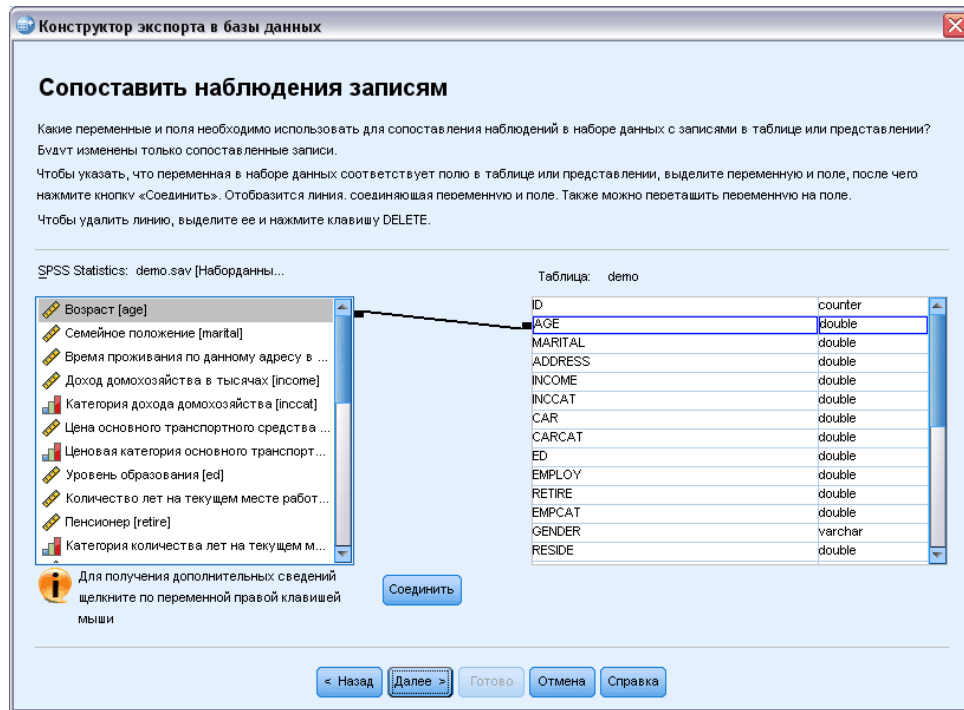 Конструктор экспорта в базы данных
Сопоставить наблюдения записям
Какие переменные и поля необходимо использовать для сопоставления наблюдений в наборе данных с записями в таблице или представлении?
Будут изменены только сопоставленные записи.
Чтобы указать, что переменная в наборе данных соответствует полю в таблице или представлении, выделите переменную и поле, после чего
нажмите кнопку «Соединить». Отобразится линия, соединяющая переменную и поле. Также можно перетащить переменную на поле.
Чтобы удалить линию, выделите ее и нажмите клавишу DELETE.
SPSS Statistics: demo.sav [Наборданны...
Возраст [age]
Семейное положение [marital]
Время проживания по данному адресу в ...
Доход домохозяйства в тысячах [income]
Категория дохода домохозяйства [inccat]
Цена основного транспортного средства ...
Ценовая категория основного транспорт...
Уровень образования [ed]
Количество лет на текущем месте работ...
Пенсионер [retire]
Категория количества лет на текущем м...
Таблица: demo
ID counter
AGE double
MARITAL double
ADDRESS double
INCOME double
INCCAT double
CAR double
CARCAT double
ED double
EMPLOY double
RETIRE double
EMPCAT double
GENDER varchar
RESIDE double
Для получения дополнительных сведений
щелкните по переменной правой клавишей
мыши
Соединить
< Назад
Далее >
Готово
Отмена
Справка